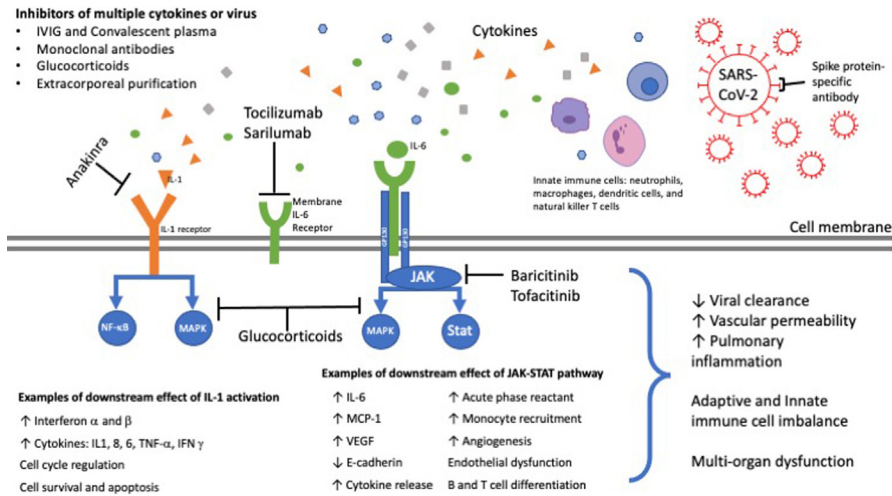 Inhibitors of multiple cytokines or virus
• IVIG and Convalescent plasma
• Monoclonal antibodies
• Glucocorticoids
• Extracorporeal purification
Cytokines
SARS-
CoV-2
Spike protein-
specific
antibody
Tocilizumab
Sarilumab
Anakinra
IL-1
IL-6
IL-1 receptor
Membrane
IL-6
Receptor
Innate immune cells: neutrophils,
macrophages, dendritic cells, and
natural killer T cells
Cell membrane
GP130
GP130
JAK
Baricitinib
Tofacitinib
NF-κB
MAPK
Glucocorticoids
MAPK
Stat
↓ Viral clearance
↑ Vascular permeability
↑ Pulmonary
inflammation
Adaptive and Innate
immune cell imbalance
Multi-organ dysfunction
Examples of downstream effect of IL-1 activation
↑ Interferon α and β
↑ Cytokines: IL1, 8, 6, TNF-α, IFN γ
Cell cycle regulation
Cell survival and apoptosis
Examples of downstream effect of JAK-STAT pathway
↑ IL-6
↑ MCP-1
↑ VEGF
↓ E-cadherin
↑ Cytokine release
↑ Acute phase reactant
↑ Monocyte recruitment
↑ Angiogenesis
Endothelial dysfunction
B and T cell differentiation